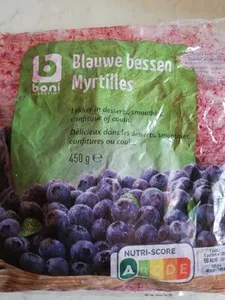 boni
Blauwe bessen
Myrtilles
Lekker in desserts, smoothies,
confituur of coulis.
Délicieux dans les desserts, smoothies,
confitures ou coulis.
450 g e
NUTRI-SCORE
A B C D E